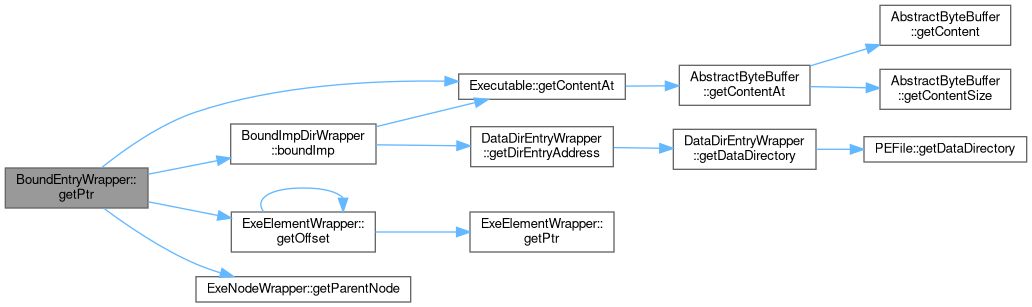 BoundEntryWrapper::
getPtr
Executable::getContentAt
AbstractByteBuffer
::getContentAt
AbstractByteBuffer
::getContent
AbstractByteBuffer
::getContentSize
BoundImpDirWrapper
::boundImp
DataDirEntryWrapper
::getDirEntryAddress
DataDirEntryWrapper
::getDataDirectory
PEFile::getDataDirectory
ExeElementWrapper::
getOffset
ExeElementWrapper::
getPtr
ExeNodeWrapper::getParentNode